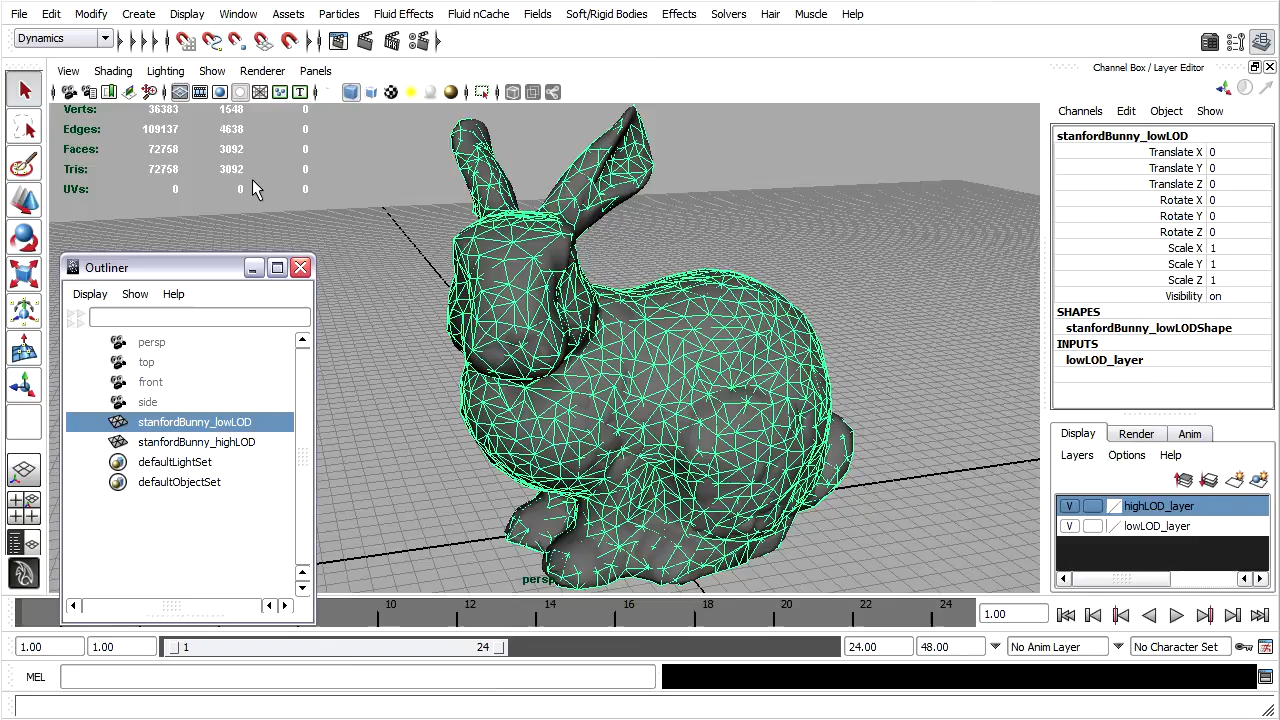 File Edit Modify Create Display Window Assets Particles Fluid Effects Fluid nCache Fields Soft/Rigid Bodies Effects Solvers Hair Muscle Help
Dynamics
View Shading Lighting Show Renderer Panels
Channel Box / Layer Editor
Channels Edit Object Show
Verts: 36383 1548 0
Edges: 109137 4638 0
Faces: 72758 3092 0
Tris: 72758 3092 0
UVs: 0 0 0
stanfordBunny_lowLOD
Translate X 0
Translate Y 0
Translate Z 0
Rotate X 0
Rotate Y 0
Rotate Z 0
Scale X 1
Scale Y 1
Scale Z 1
Visibility on
SHAPES
stanfordBunny_lowLODShape
INPUTS
lowLOD_layer
Outliner
Display Show Help
persp
top
front
side
stanfordBunny_lowLOD
stanfordBunny_highLOD
defaultLightSet
defaultObjectSet
Display Render Anim
Layers Options Help
V highLOD_layer
V lowLOD_layer
persp
10 12 14 16 18 20 22 24
1.00
1.00 1.00 1 24 24.00 48.00 No Anim Layer No Character Set
MEL